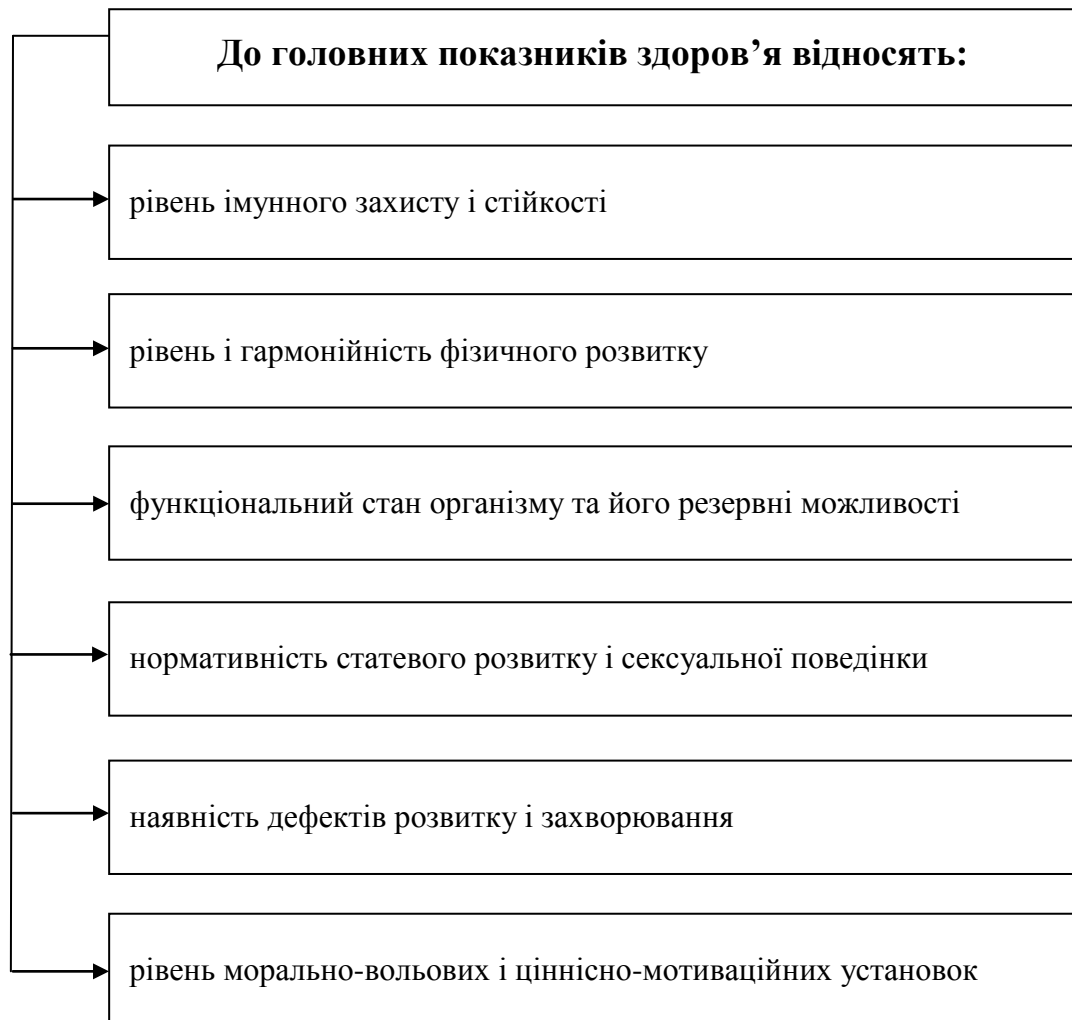 До головних показників здоров’я відносять:
рівень імунного захисту і стійкості
рівень і гармонійність фізичного розвитку
функціональний стан організму та його резервні можливості
нормативність статевого розвитку і сексуальної поведінки
наявність дефектів розвитку і захворювання
рівень морально-вольових і ціннісно-мотиваційних установок